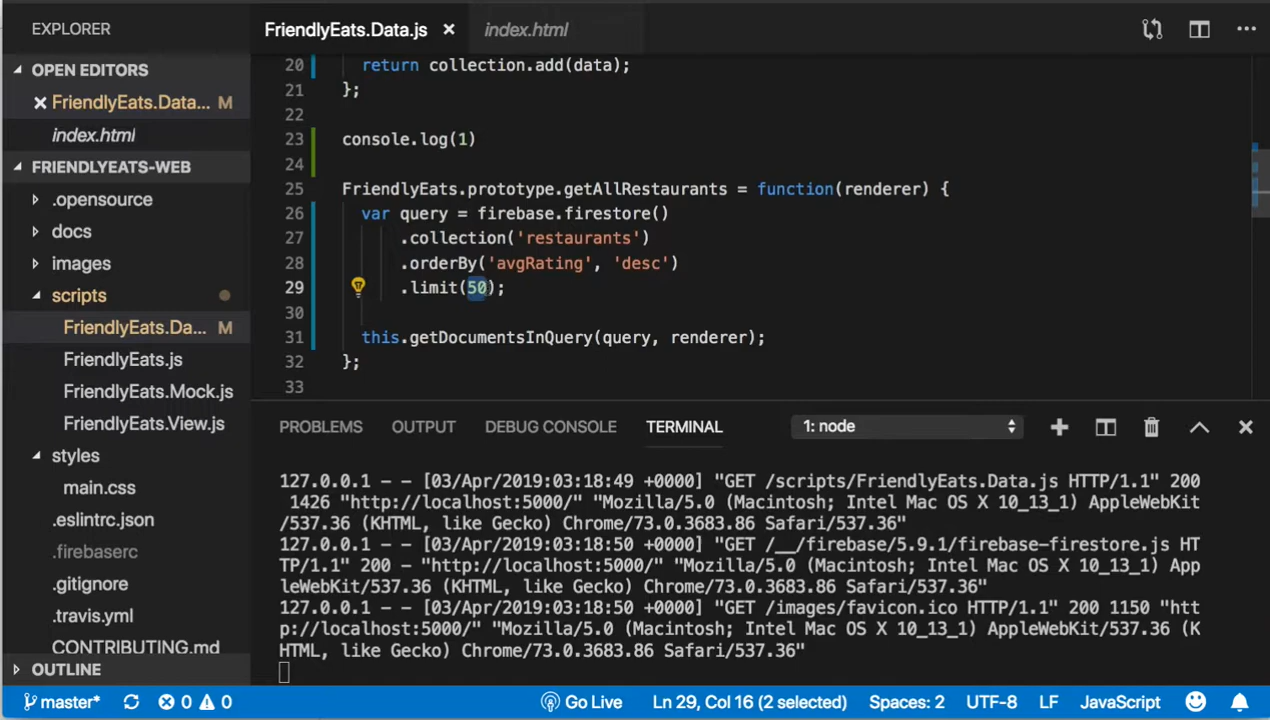 EXPLORER
OPEN EDITORS
FriendlyEats.Data... M
index.html
FRIENDLYEATS-WEB
.opensource
docs
images
scripts
FriendlyEats.Da... M
FriendlyEats.js
FriendlyEats.Mock.js
FriendlyEats.View.js
styles
main.css
.eslintrc.json
.firebaserc
.gitignore
.travis.yml
CONTRIBUTING.md
OUTLINE
FriendlyEats.Data.js index.html
20 return collection.add(data);
21 };
22
23 console.log(1)
24
25 FriendlyEats.prototype.getAllRestaurants = function(renderer) {
26 var query = firebase.firestore()
27 .collection('restaurants')
28 .orderBy('avgRating', 'desc')
29 .limit(50);
30
31 this.getDocumentsInQuery(query, renderer);
32 };
33
PROBLEMS OUTPUT DEBUG CONSOLE TERMINAL 1: node
127.0.0.1 - - [03/Apr/2019:03:18:49 +0000] "GET /scripts/FriendlyEats.Data.js HTTP/1.1" 200
1426 "http://localhost:5000/" "Mozilla/5.0 (Macintosh; Intel Mac OS X 10_13_1) AppleWebKit
/537.36 (KHTML, like Gecko) Chrome/73.0.3683.86 Safari/537.36"
127.0.0.1 - - [03/Apr/2019:03:18:50 +0000] "GET /__/firebase/5.9.1/firebase-firestore.js HT
TP/1.1" 200 - "http://localhost:5000/" "Mozilla/5.0 (Macintosh; Intel Mac OS X 10_13_1) App
leWebKit/537.36 (KHTML, like Gecko) Chrome/73.0.3683.86 Safari/537.36"
127.0.0.1 - - [03/Apr/2019:03:18:50 +0000] "GET /images/favicon.ico HTTP/1.1" 200 1150 "htt
p://localhost:5000/" "Mozilla/5.0 (Macintosh; Intel Mac OS X 10_13_1) AppleWebKit/537.36 (K
HTML, like Gecko) Chrome/73.0.3683.86 Safari/537.36"
master* 0 0 Go Live Ln 29, Col 16 (2 selected) Spaces: 2 UTF-8 LF JavaScript